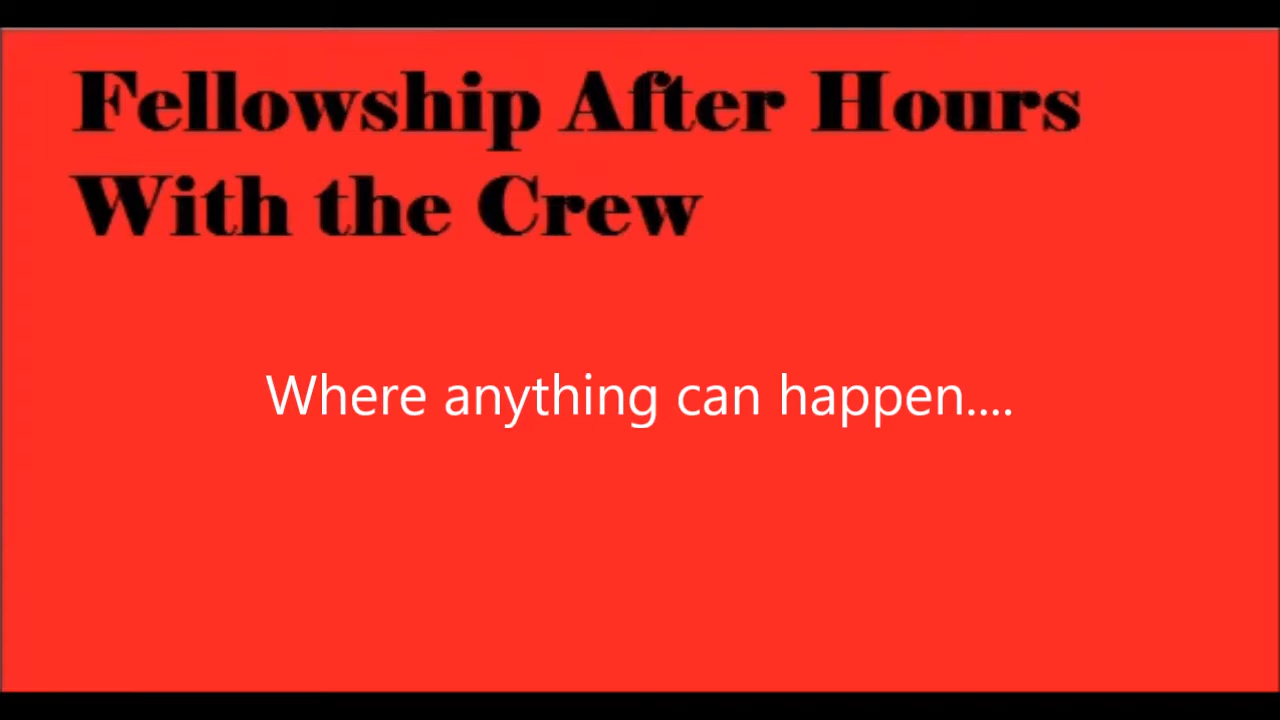 Fellowship After Hours
With the Crew
Where anything can happen....